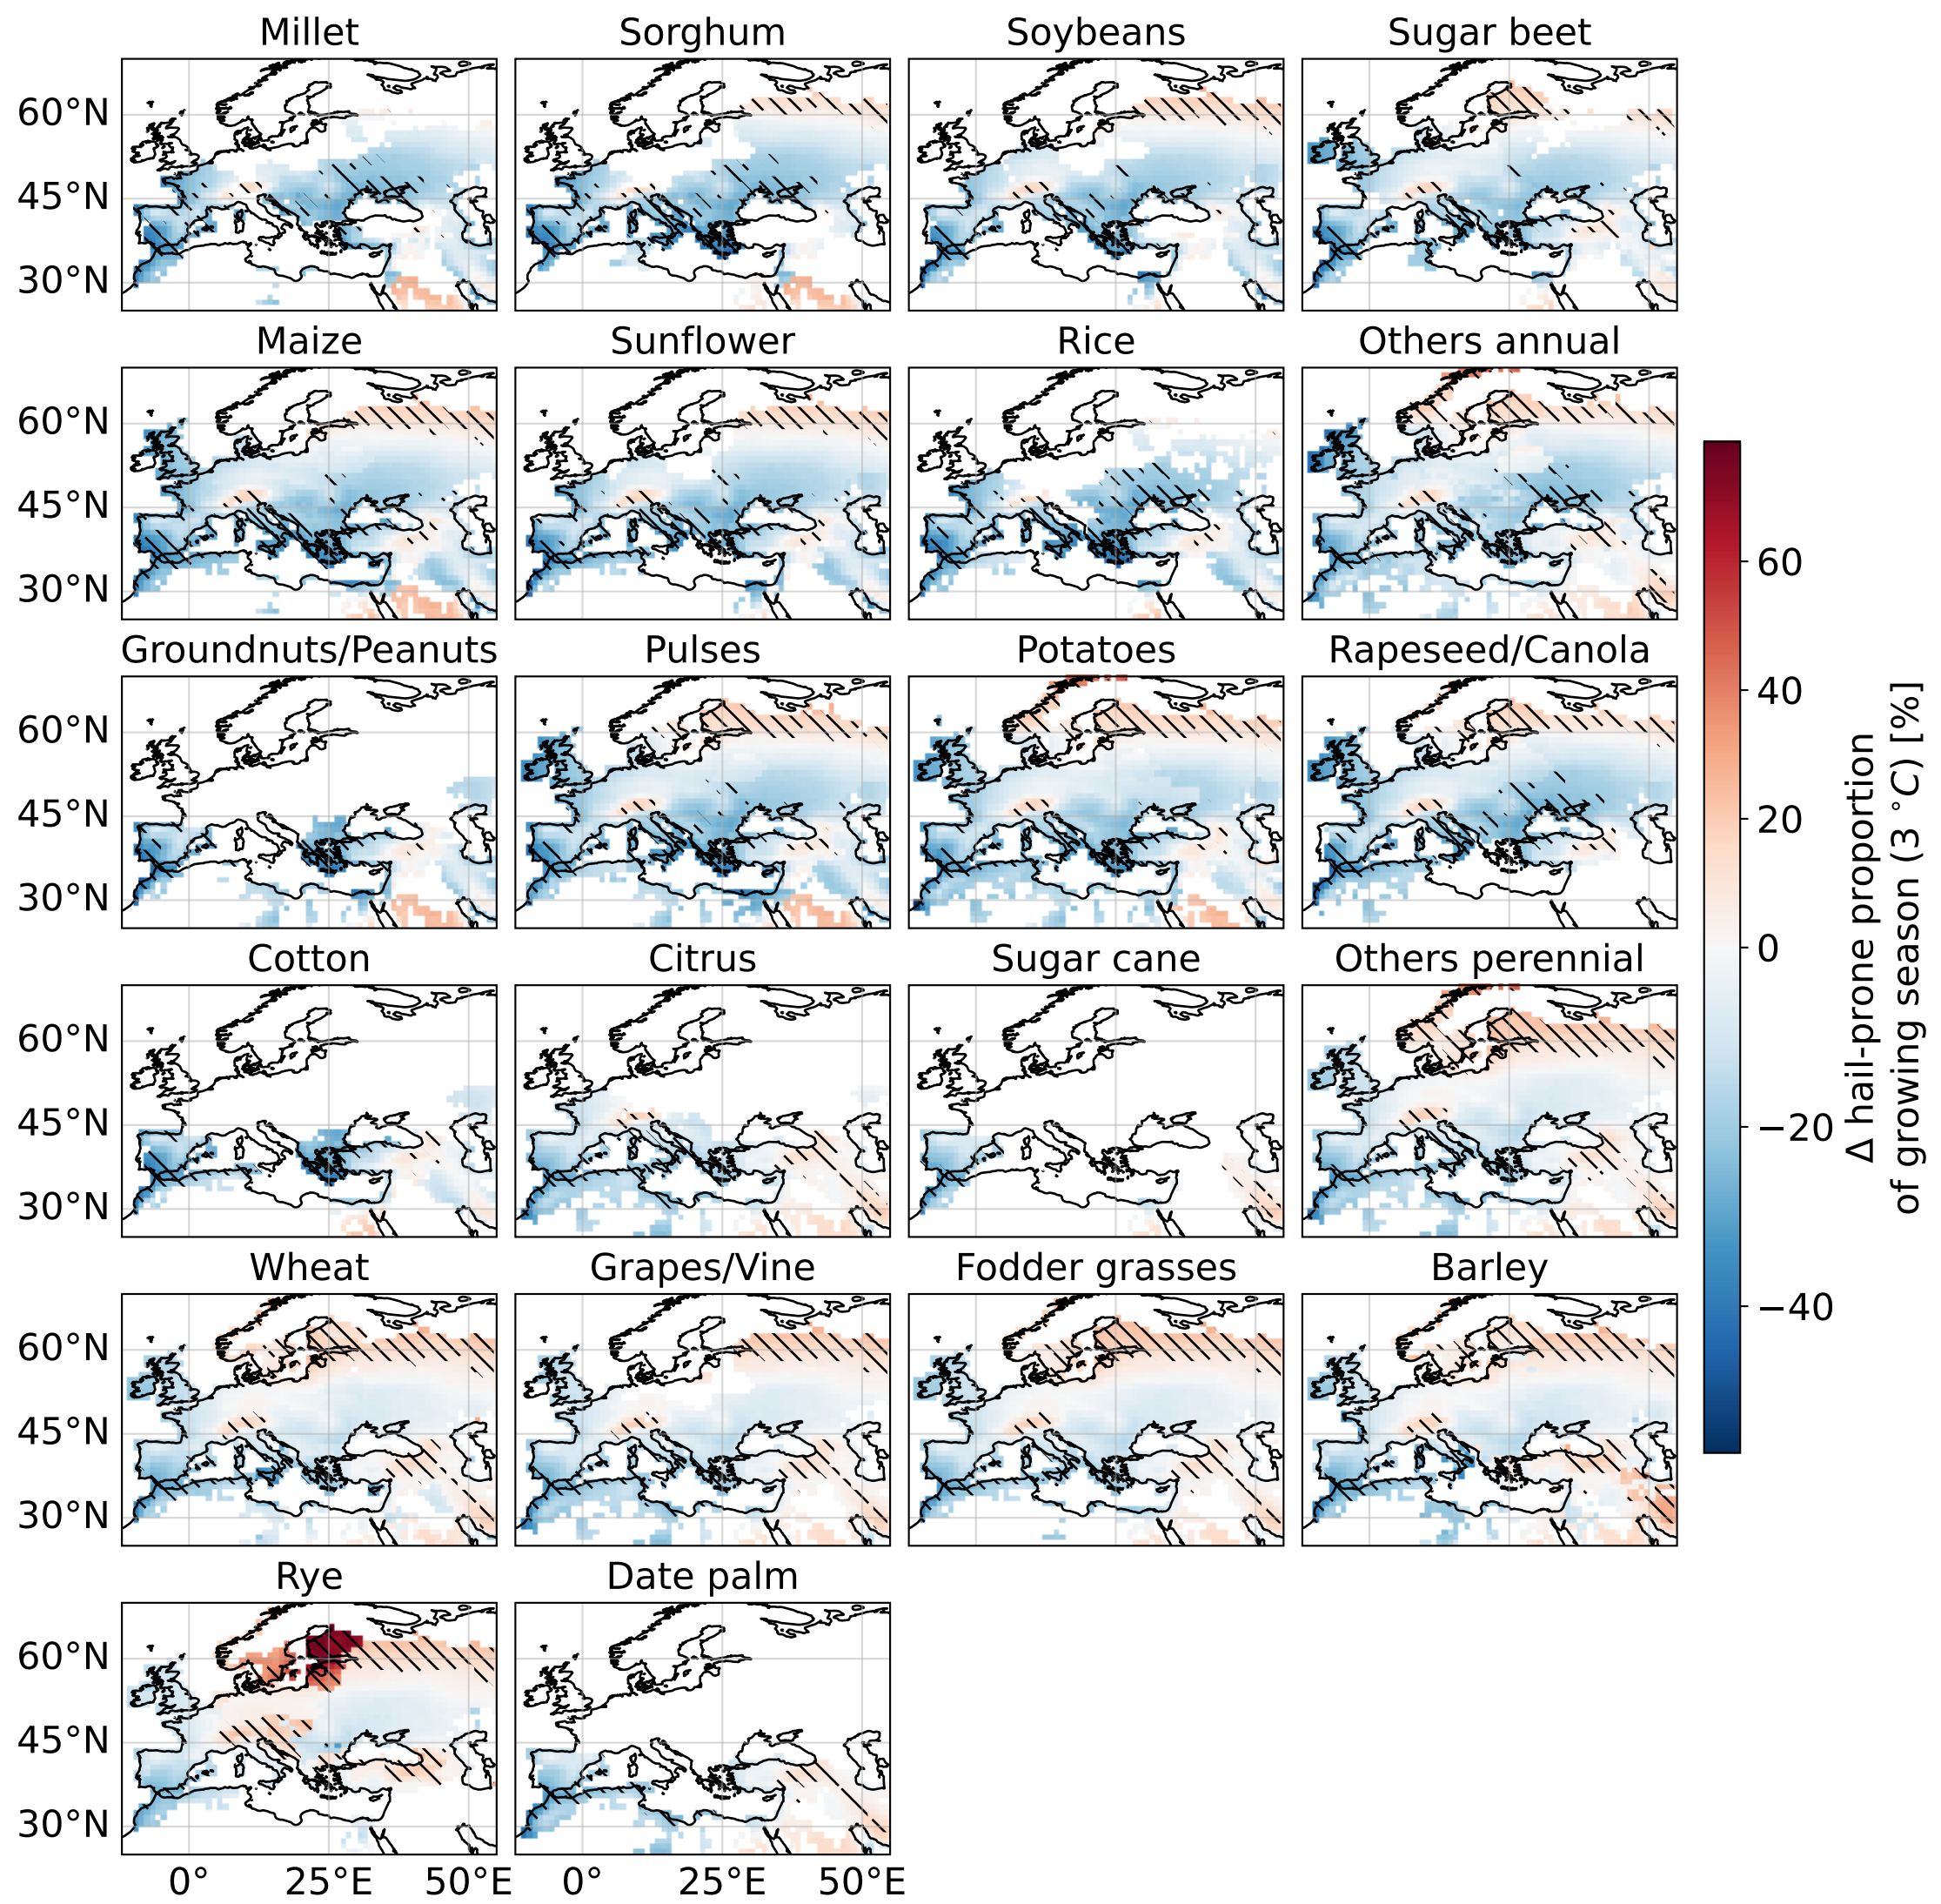 Millet
Sorghum
Soybeans
Sugar beet
60°N
45°N
30°N
Maize
Sunflower
Rice
Others annual
60°N
45°N
30°N
Groundnuts/Peanuts
Pulses
Potatoes
Rapeseed/Canola
60°N
45°N
30°N
Cotton
Citrus
Sugar cane
Others perennial
60°N
45°N
30°N
Wheat
Grapes/Vine
Fodder grasses
Barley
60°N
45°N
30°N
Rye
Date palm
60°N
45°N
30°N
0°
25°E
50°E
0°
25°E
50°E
60
40
20
0
−20
−40
Δ hail-prone proportion
of growing season (3 °C) [%]